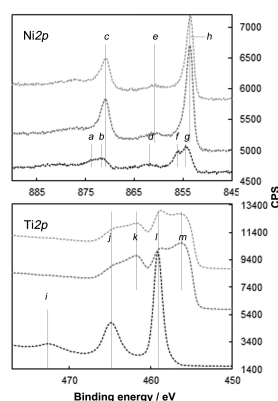 Ni2p
c e h
a b d f g
7000
6500
6000
5500
5000
4500
885 875 865 855 845
CPS
Ti2p
j k l m
i
13400
11400
9400
7400
5400
3400
1400
470 460 450
Binding energy / eV